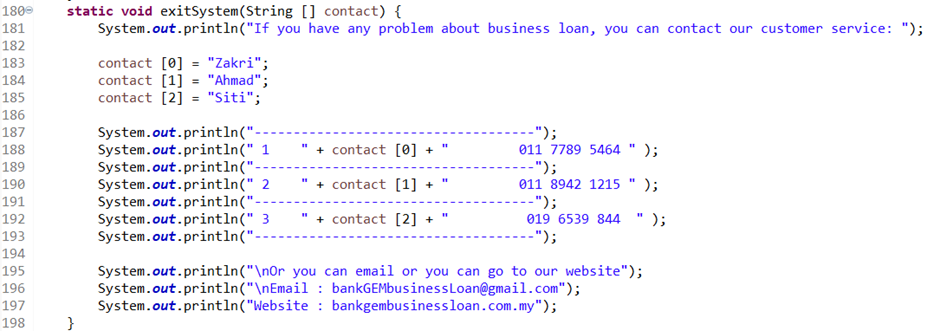 180 static void exitSystem(String [] contact) {
181 System.out.println("If you have any problem about business loan, you can contact our customer service: ");
182
183 contact [0] = "Zakri";
184 contact [1] = "Ahmad";
185 contact [2] = "Siti";
186
187 System.out.println("------------------------------------");
188 System.out.println(" 1    " + contact [0] + "         011 7789 5464 " );
189 System.out.println("------------------------------------");
190 System.out.println(" 2    " + contact [1] + "         011 8942 1215 " );
191 System.out.println("------------------------------------");
192 System.out.println(" 3    " + contact [2] + "          019 6539 844  " );
193 System.out.println("------------------------------------");
194
195 System.out.println("\nOr you can email or you can go to our website");
196 System.out.println("\nEmail : bankGEMbusinessLoan@gmail.com");
197 System.out.println("Website : bankgembusinessloan.com.my");
198 }